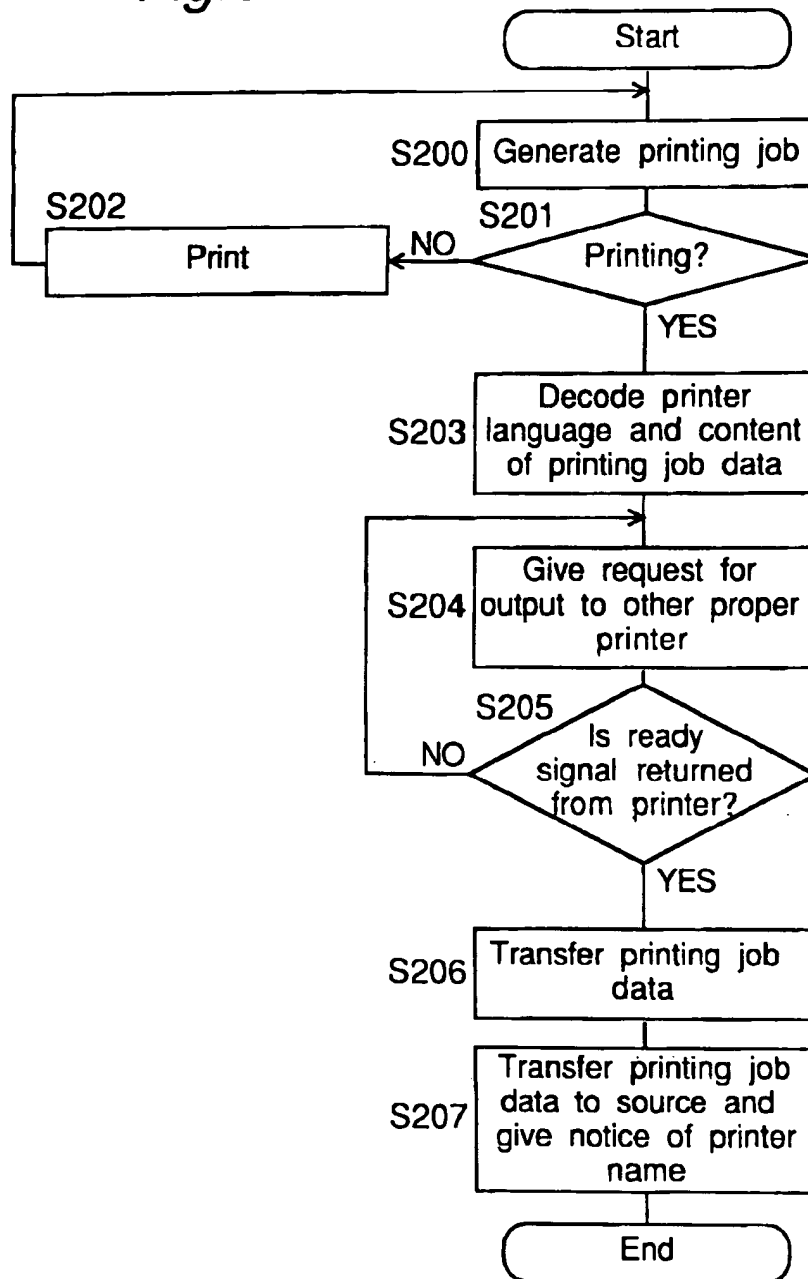 Start
S200
Generate printing job
S202
S201
Print
NO
Printing?
YES
S203
Decode printer
language and content
of printing job data
S204
Give request for
output to other proper
printer
S205
NO
Is ready
signal returned
from printer?
YES
S206
Transfer printing job
data
S207
Transfer printing job
data to source and
give notice of printer
name
End